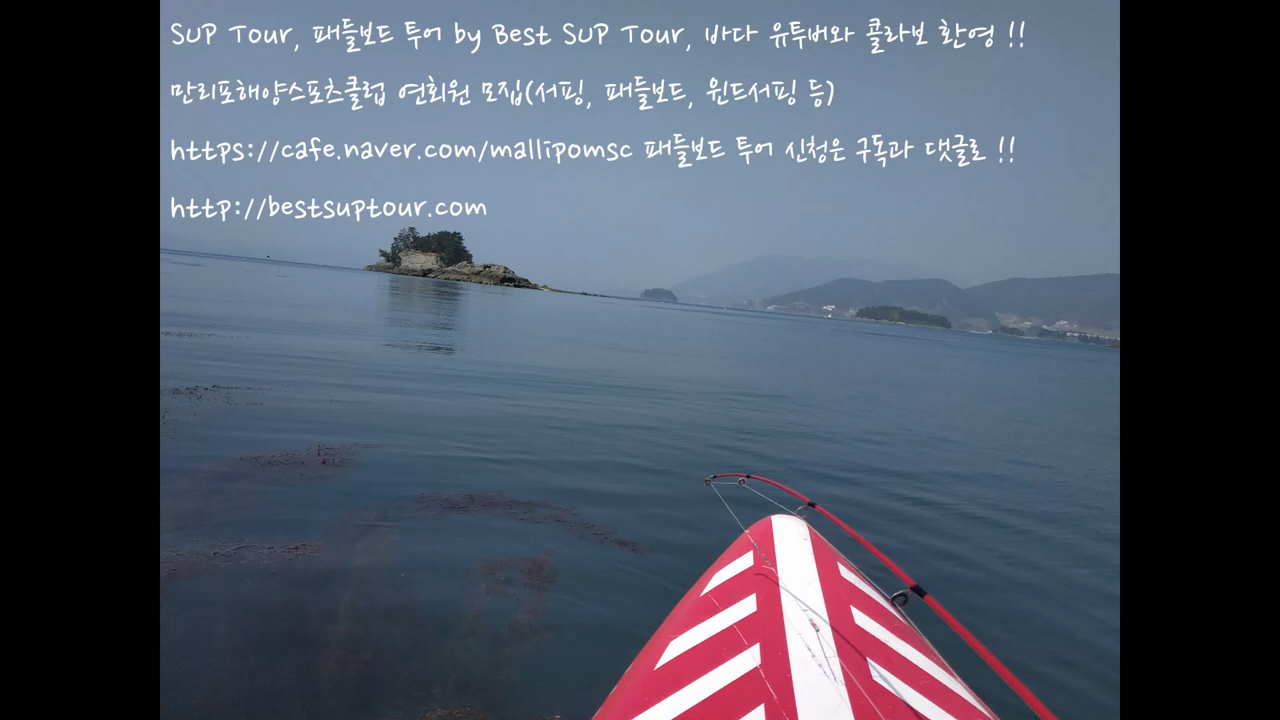 SUP Tour, 패들보드 투어 by Best SUP Tour, 바다 유투버와 콜라보 환영 !!
만리포해양스포츠클럽 연회원 모집(서핑, 패들보드, 윈드서핑 등)
https://cafe.naver.com/mallipomsc 패들보드 투어 신청은 구독과 댓글로 !!
http://bestsuptour.com